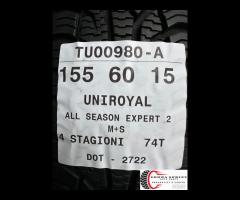 TU00980-A
155 60 15
UNIROYAL
ALL SEASON EXPERT 2
M+S
4 STAGIONI 74T
DOT - 2722